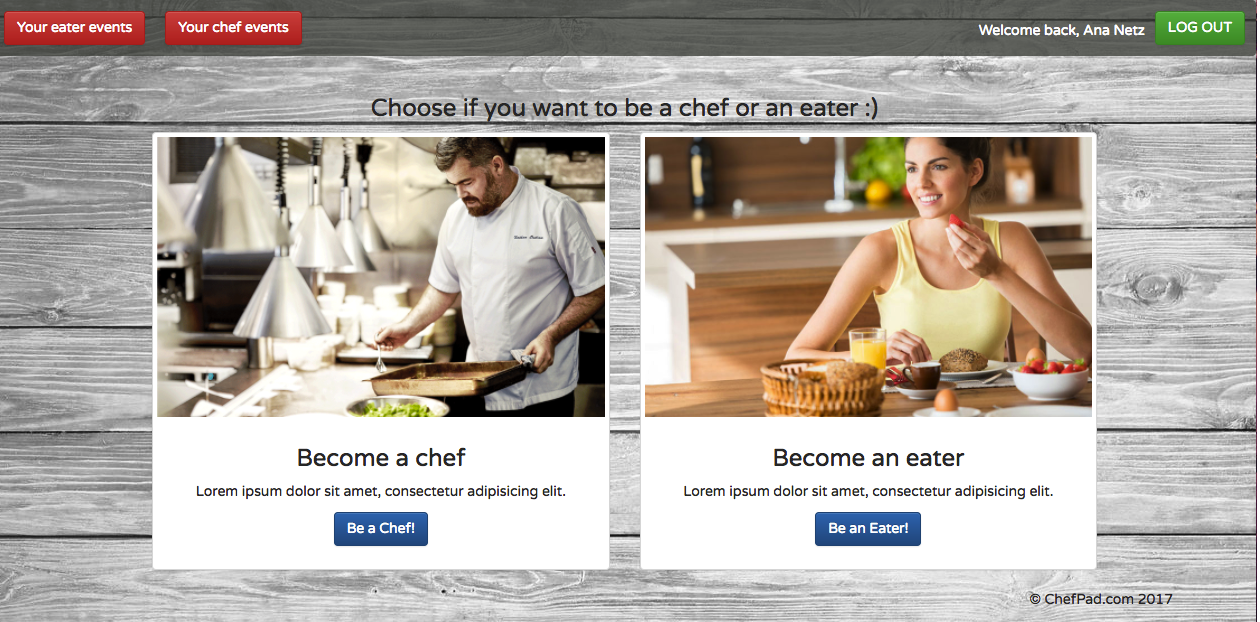 Your eater events
Your chef events
Welcome back, Ana Netz
LOG OUT
Choose if you want to be a chef or an eater :)
Become a chef
Lorem ipsum dolor sit amet, consectetur adipisicing elit.
Be a Chef!
Become an eater
Lorem ipsum dolor sit amet, consectetur adipisicing elit.
Be an Eater!
© ChefPad.com 2017